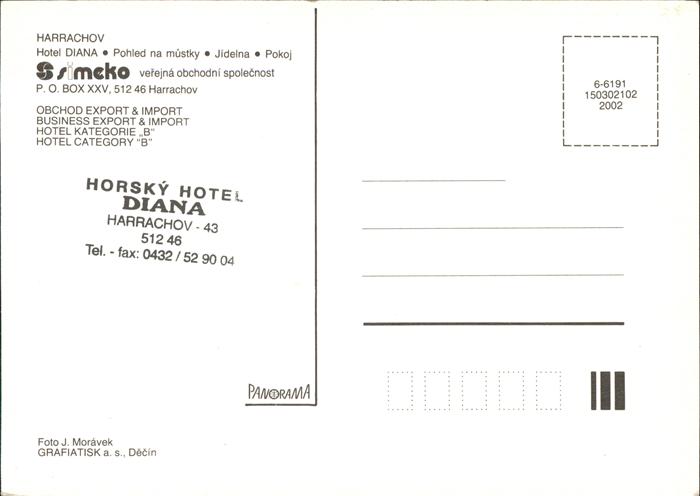 HARRACHOV
Hotel DIANA • Pohled na můstky • Jídelna • Pokoj
simeko veřejná obchodní společnost
P. O. BOX XXV, 512 46 Harrachov
OBCHOD EXPORT & IMPORT
BUSINESS EXPORT & IMPORT
HOTEL KATEGORIE „B"
HOTEL CATEGORY "B"
HORSKÝ HOTEL
DIANA
HARRACHOV - 43
512 46
Tel. - fax: 0432 / 52 90 04
PANORAMA
Foto J. Morávek
GRAFIATISK a. s., Děčín
6-6191
150302102
2002